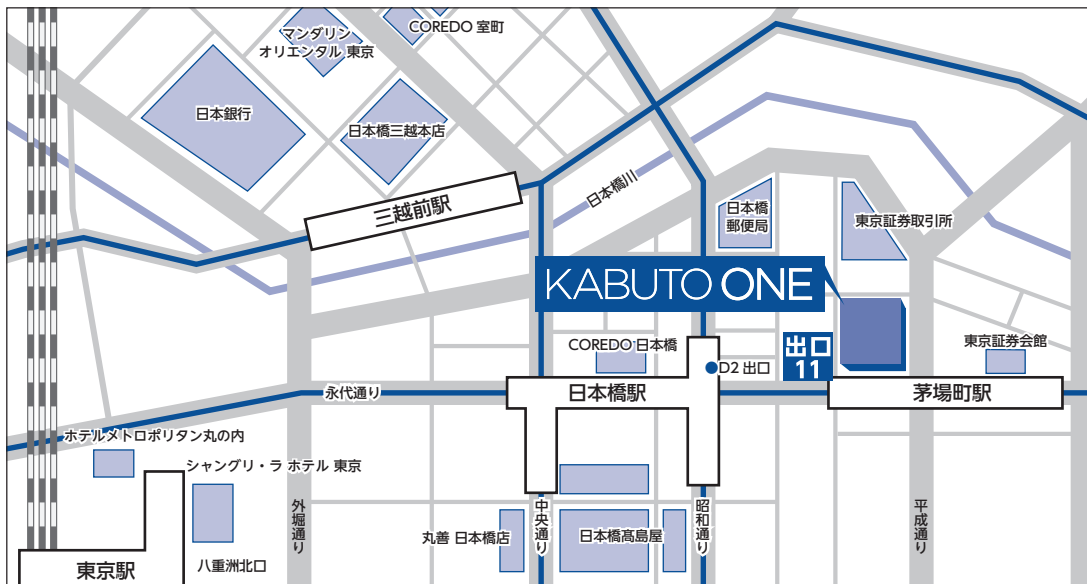 COREDO 室町
マンダリン
オリエンタル 東京
日本銀行
日本橋三越本店
三越前駅
日本橋川
日本橋
郵便局
東京証券取引所
KABUTO ONE
COREDO 日本橋
D2 出口
出口
11
東京証券会館
永代通り
日本橋駅
茅場町駅
ホテルメトロポリタン丸の内
シャングリ・ラ ホテル 東京
外堀通り
中央通り
昭和通り
平成通り
丸善 日本橋店
日本橋髙島屋
八重洲北口
東京駅